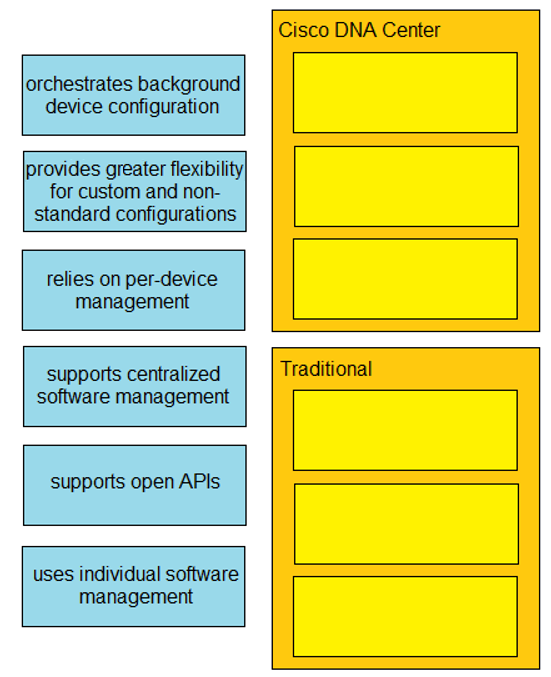 Cisco DNA Center
orchestrates background
device configuration
provides greater flexibility
for custom and non-
standard configurations
relies on per-device
management
supports centralized
software management
Traditional
supports open APIs
uses individual software
management